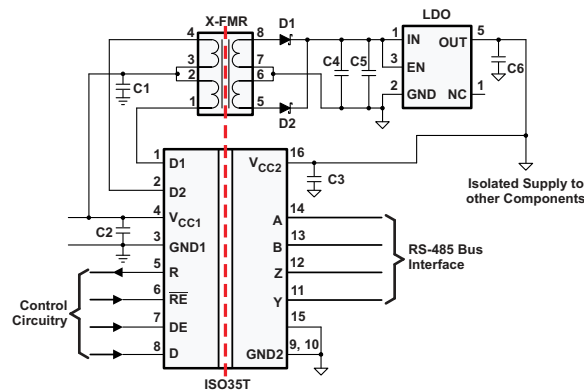 X-FMR
D1
LDO
4
8
3
2
7
6
1
5
C1
D2
C4
C5
1
IN
OUT
5
3
EN
2
GND
NC
1
C6
1
D1
2
D2
4
VCC1
3
GND1
5
R
6
RE
7
DE
8
D
C2
16
VCC2
C3
14
A
13
B
12
Z
11
Y
15
9, 10
GND2
Isolated Supply to
other Components
RS-485 Bus
Interface
Control
Circuitry
ISO35T